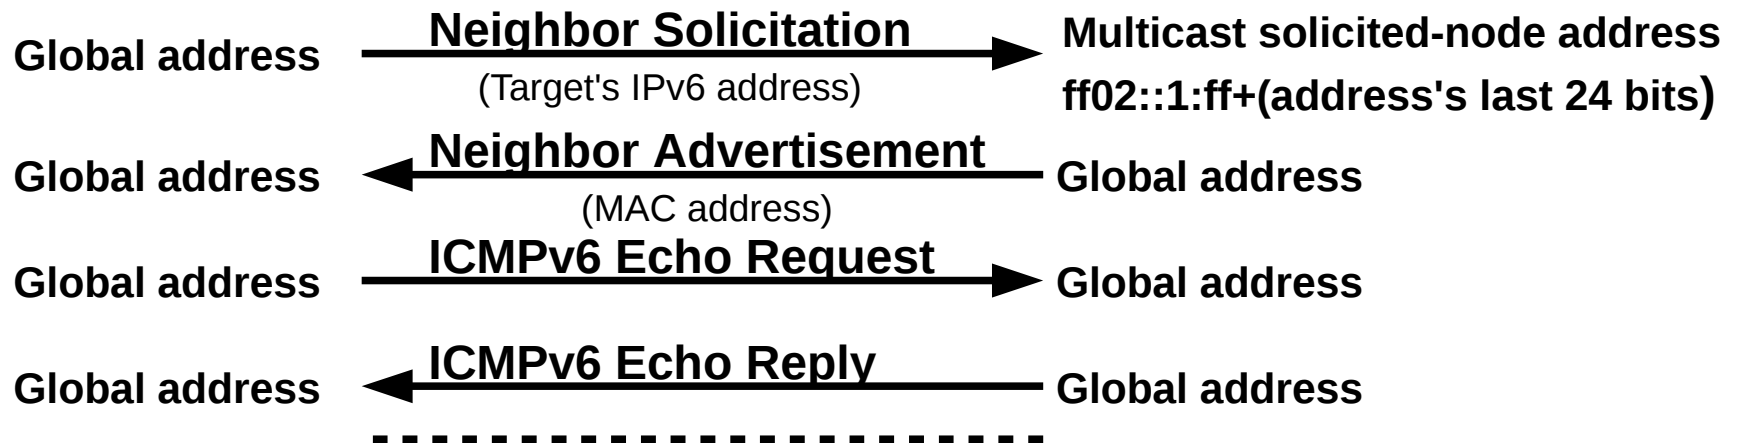 Global address Neighbor Solicitation Multicast solicited-node address
(Target's IPv6 address) ff02::1:ff+(address's last 24 bits)
Global address Neighbor Advertisement Global address
(MAC address)
Global address ICMPv6 Echo Request Global address
Global address ICMPv6 Echo Reply Global address